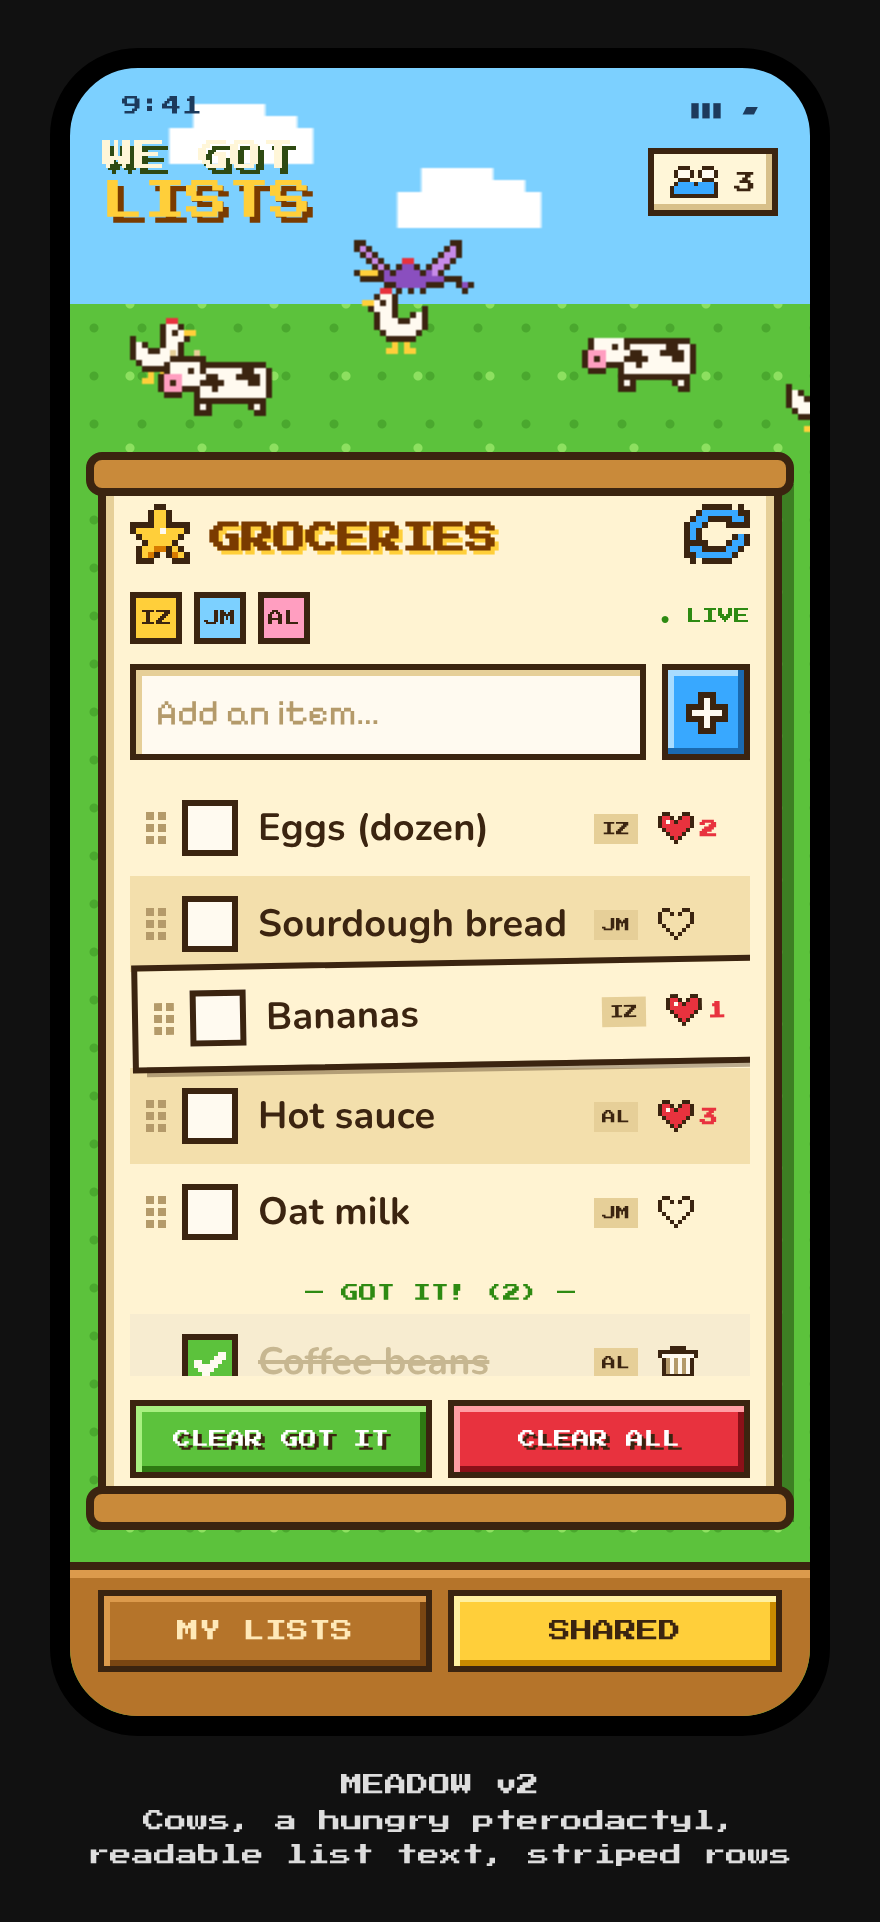 9:41
WE GOT
LISTS
3
GROCERIES
IZ JM AL
. LIVE
Add an item...
Eggs (dozen) IZ 2
Sourdough bread JM
Bananas IZ 1
Hot sauce AL 3
Oat milk JM
— GOT IT! (2) —
Coffee beans AL
CLEAR GOT IT CLEAR ALL
MY LISTS SHARED
MEADOW v2
Cows, a hungry pterodactyl,
readable list text, striped rows